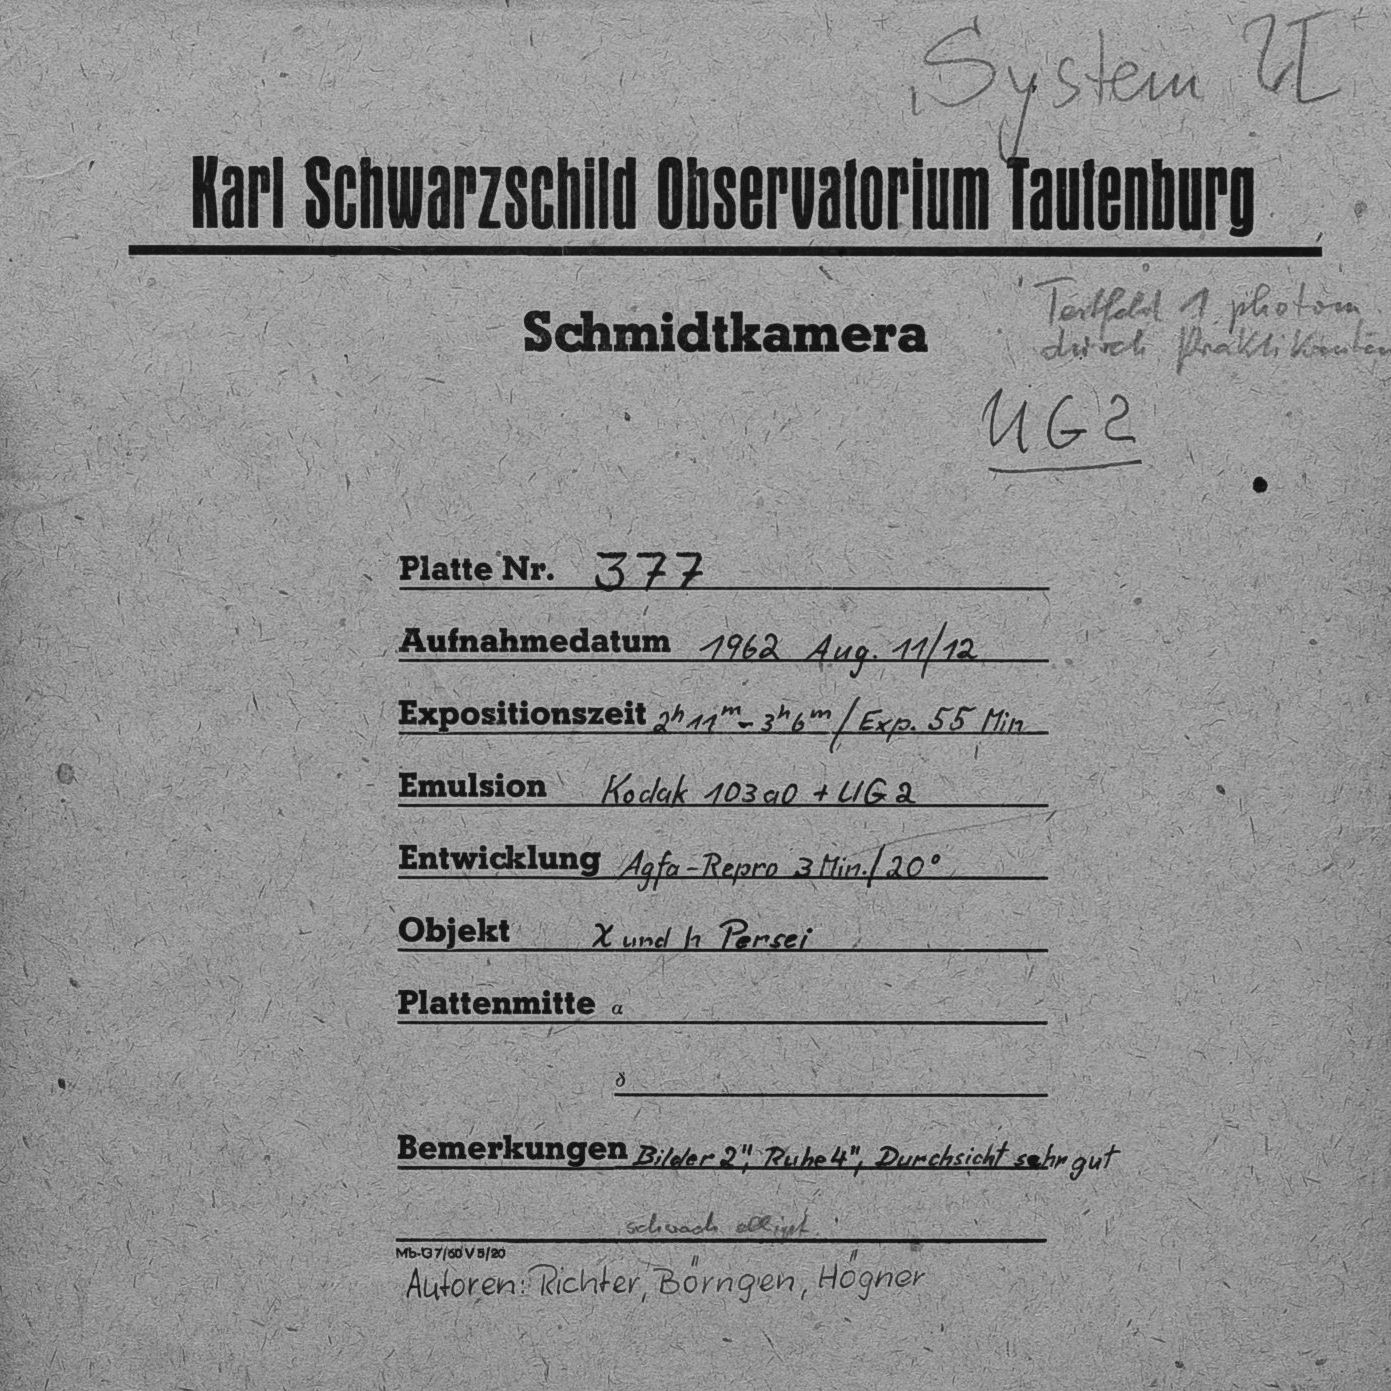 System II
Karl Schwarzschild Observatorium Tautenburg
Schmidtkamera
Testfeld 1 photom.
durch Praktikanten
UG2
Platte Nr. 377
Aufnahmedatum 1962 Aug. 11/12
Expositionszeit 2ʰ11ᵐ-3ʰ6ᵐ/Exp. 55 Min
Emulsion Kodak 103a0 + UG2
Entwicklung Agfa-Repro 3 Min./20°
Objekt χ und h Persei
Plattenmitte α
δ
Bemerkungen Bilder 2", Ruhe 4", Durchsicht sehr gut
schwach ellipt.
Mb-G 7/60 V 5/20
Autoren: Richter, Börngen, Högner